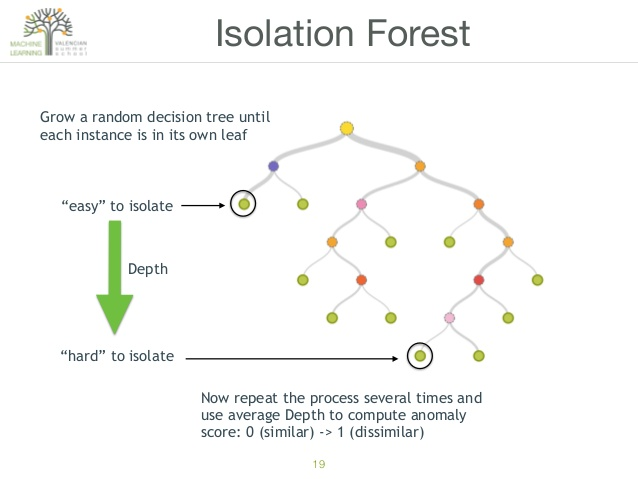 MACHINE LEARNING
VALENCIAN
summer
school
Isolation Forest
Grow a random decision tree until
each instance is in its own leaf
“easy” to isolate
Depth
“hard” to isolate
Now repeat the process several times and
use average Depth to compute anomaly
score: 0 (similar) -> 1 (dissimilar)
19